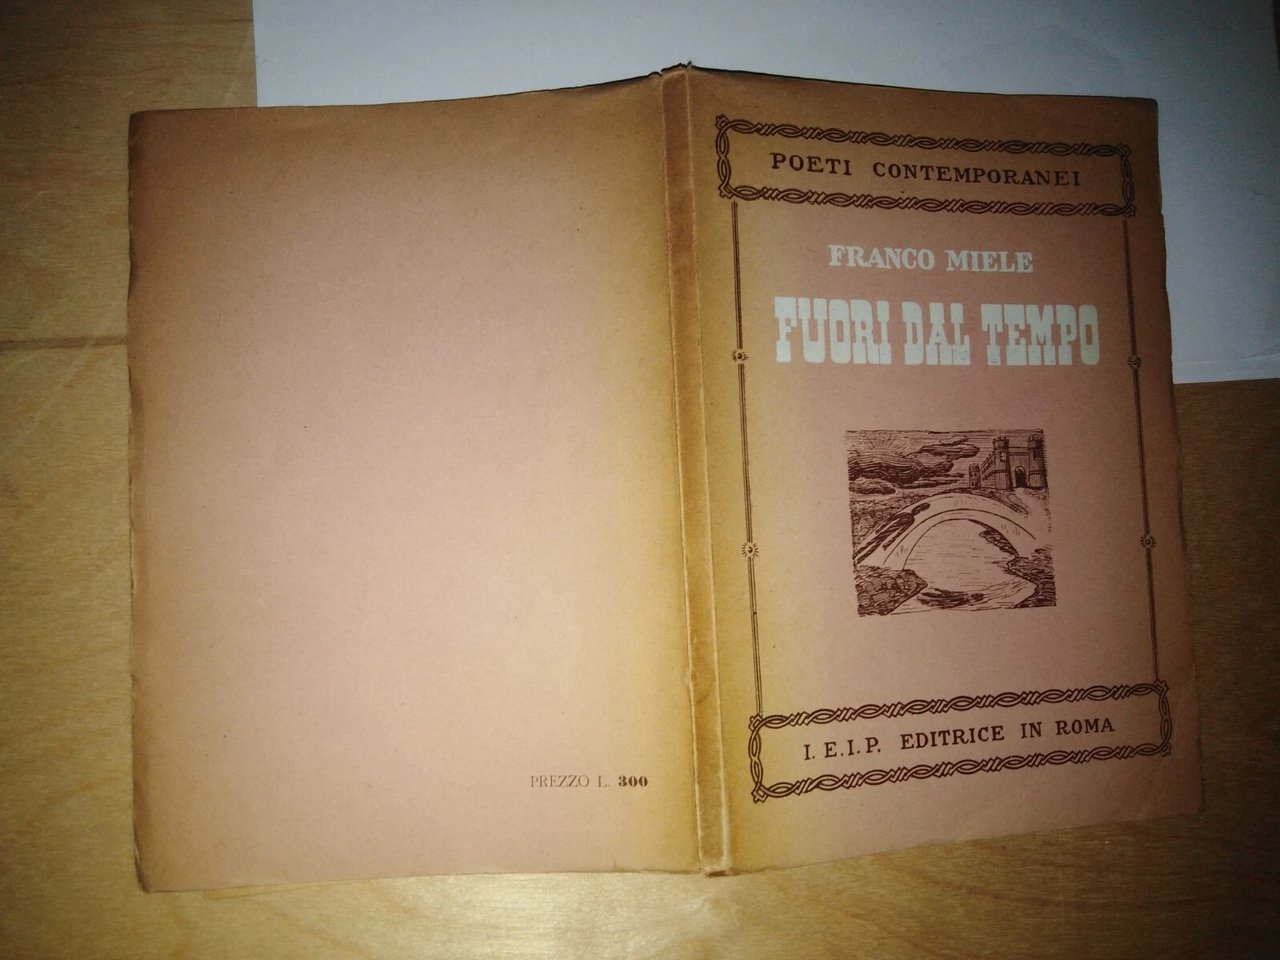 POETI CONTEMPORANEI
FRANCO MIELE
FUORI DAL TEMPO
I. E. I. P. EDITRICE IN ROMA
PREZZO L. 300